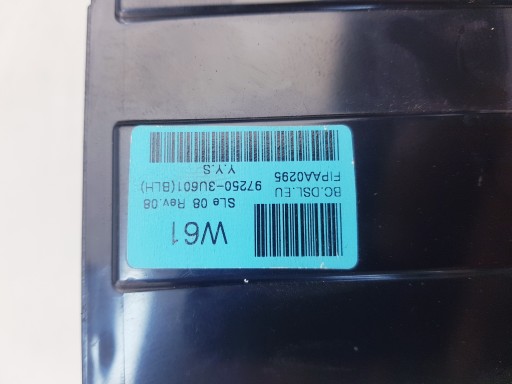 W61
SLe 08 Rev.08
BC.DSL.EU 97250-3U601(BLH)
FIPAA0295 Y.Y.S